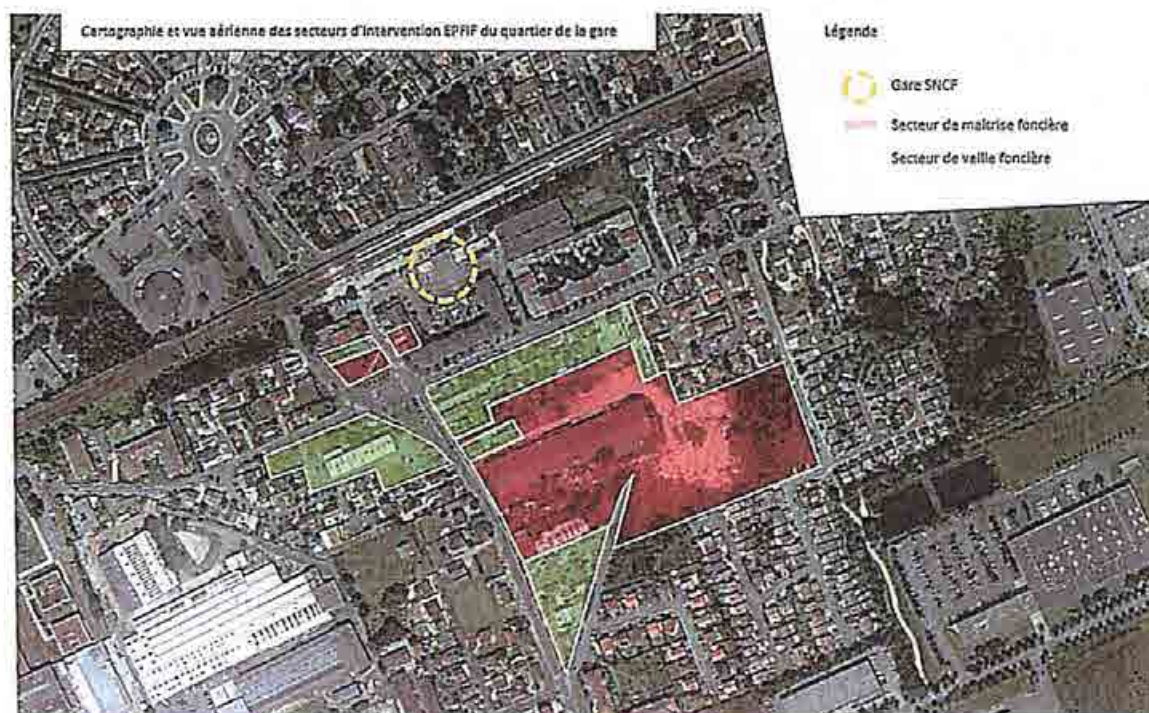 Cartographie et vue aérienne des secteurs d'intervention EPFIF du quartier de la gare
Légende
Gare SNCF
Secteur de maîtrise foncière
Secteur de veille foncière